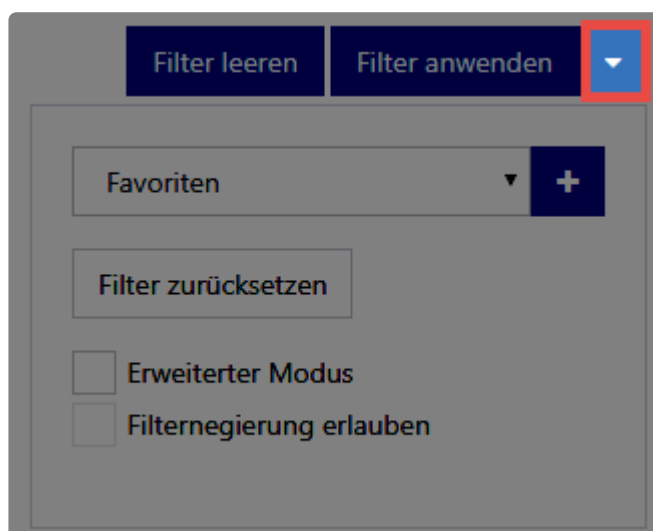 Filter leeren Filter anwenden
Favoriten
Filter zurücksetzen
Erweiterter Modus
Filternegierung erlauben